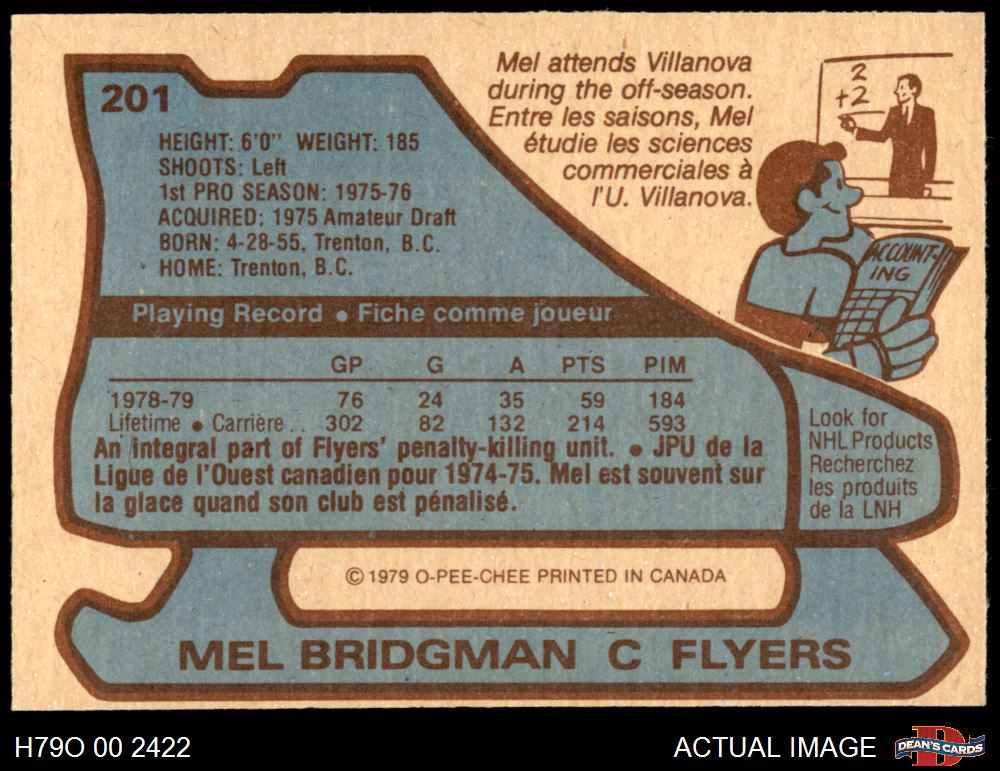 201
HEIGHT: 6'0" WEIGHT: 185
SHOOTS: Left
1st PRO SEASON: 1975-76
ACQUIRED: 1975 Amateur Draft
BORN: 4-28-55, Trenton, B.C.
HOME: Trenton, B.C.
Mel attends Villanova
during the off-season.
Entre les saisons, Mel
étudie les sciences
commerciales à
l'U. Villanova.
2
+2
ACCOUNT-
ING
Playing Record • Fiche comme joueur
GP G A PTS PIM
1978-79 76 24 35 59 184
Lifetime • Carrière.. 302 82 132 214 593
An integral part of Flyers' penalty-killing unit. • JPU de la
Ligue de l'Ouest canadien pour 1974-75. Mel est souvent sur
la glace quand son club est pénalisé.
Look for
NHL Products
Recherchez
les produits
de la LNH
© 1979 O-PEE-CHEE PRINTED IN CANADA
MEL BRIDGMAN C FLYERS
H79O 00 2422
ACTUAL IMAGE
D
DEAN'S CARDS